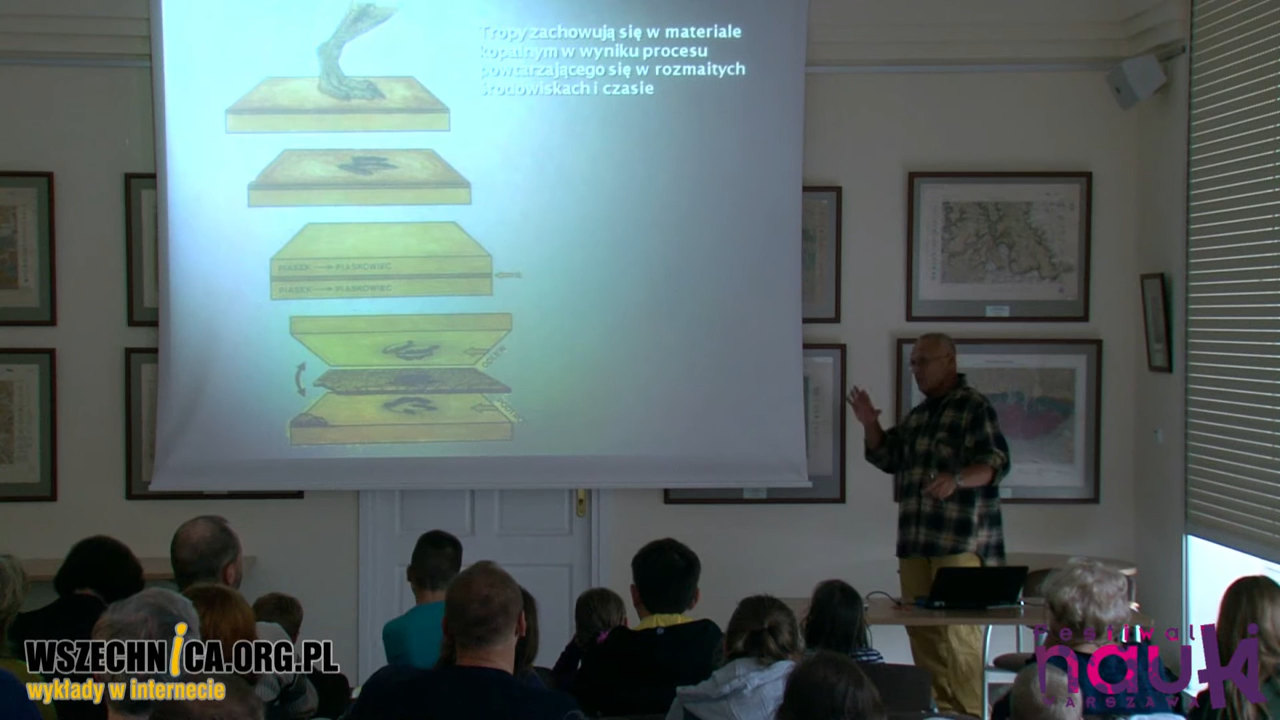 Tropy zachowują się w materiale
kopalnym w wyniku procesu
powtarzającego się w rozmaitych
środowiskach i czasie
PIASEK → PIASKOWIEC
PIASEK → PIASKOWIEC
WSZECHNiCA.ORG.PL
wykłady w internecie
Festiwal
nauki
WARSZAWA